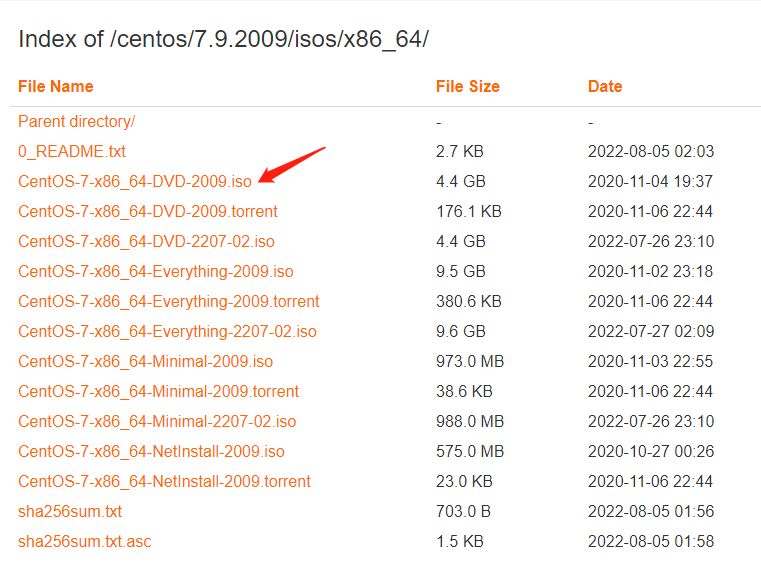 Index of /centos/7.9.2009/isos/x86_64/
File Name File Size Date
Parent directory/ - -
0_README.txt 2.7 KB 2022-08-05 02:03
CentOS-7-x86_64-DVD-2009.iso 4.4 GB 2020-11-04 19:37
CentOS-7-x86_64-DVD-2009.torrent 176.1 KB 2020-11-06 22:44
CentOS-7-x86_64-DVD-2207-02.iso 4.4 GB 2022-07-26 23:10
CentOS-7-x86_64-Everything-2009.iso 9.5 GB 2020-11-02 23:18
CentOS-7-x86_64-Everything-2009.torrent 380.6 KB 2020-11-06 22:44
CentOS-7-x86_64-Everything-2207-02.iso 9.6 GB 2022-07-27 02:09
CentOS-7-x86_64-Minimal-2009.iso 973.0 MB 2020-11-03 22:55
CentOS-7-x86_64-Minimal-2009.torrent 38.6 KB 2020-11-06 22:44
CentOS-7-x86_64-Minimal-2207-02.iso 988.0 MB 2022-07-26 23:10
CentOS-7-x86_64-NetInstall-2009.iso 575.0 MB 2020-10-27 00:26
CentOS-7-x86_64-NetInstall-2009.torrent 23.0 KB 2020-11-06 22:44
sha256sum.txt 703.0 B 2022-08-05 01:56
sha256sum.txt.asc 1.5 KB 2022-08-05 01:58